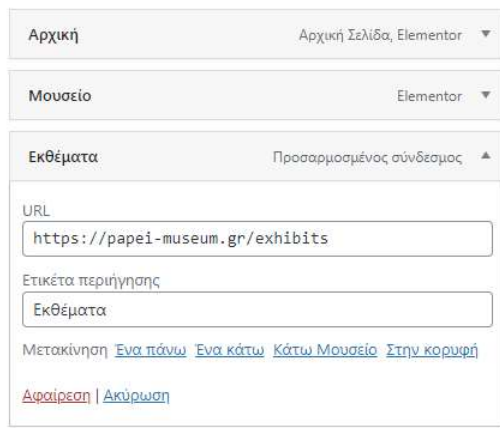 Αρχική Αρχική Σελίδα, Elementor
Μουσείο Elementor
Εκθέματα Προσαρμοσμένος σύνδεσμος
URL
https://papei-museum.gr/exhibits
Ετικέτα περιήγησης
Εκθέματα
Μετακίνηση Ένα πάνω Ένα κάτω Κάτω Μουσείο Στην κορυφή
Αφαίρεση | Ακύρωση